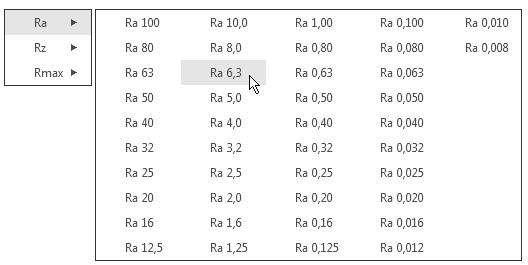 Ra Ra 100 Ra 10,0 Ra 1,00 Ra 0,100 Ra 0,010
Rz Ra 80 Ra 8,0 Ra 0,80 Ra 0,080 Ra 0,008
Rmax Ra 63 Ra 6,3 Ra 0,63 Ra 0,063
Ra 50 Ra 5,0 Ra 0,50 Ra 0,050
Ra 40 Ra 4,0 Ra 0,40 Ra 0,040
Ra 32 Ra 3,2 Ra 0,32 Ra 0,032
Ra 25 Ra 2,5 Ra 0,25 Ra 0,025
Ra 20 Ra 2,0 Ra 0,20 Ra 0,020
Ra 16 Ra 1,6 Ra 0,16 Ra 0,016
Ra 12,5 Ra 1,25 Ra 0,125 Ra 0,012